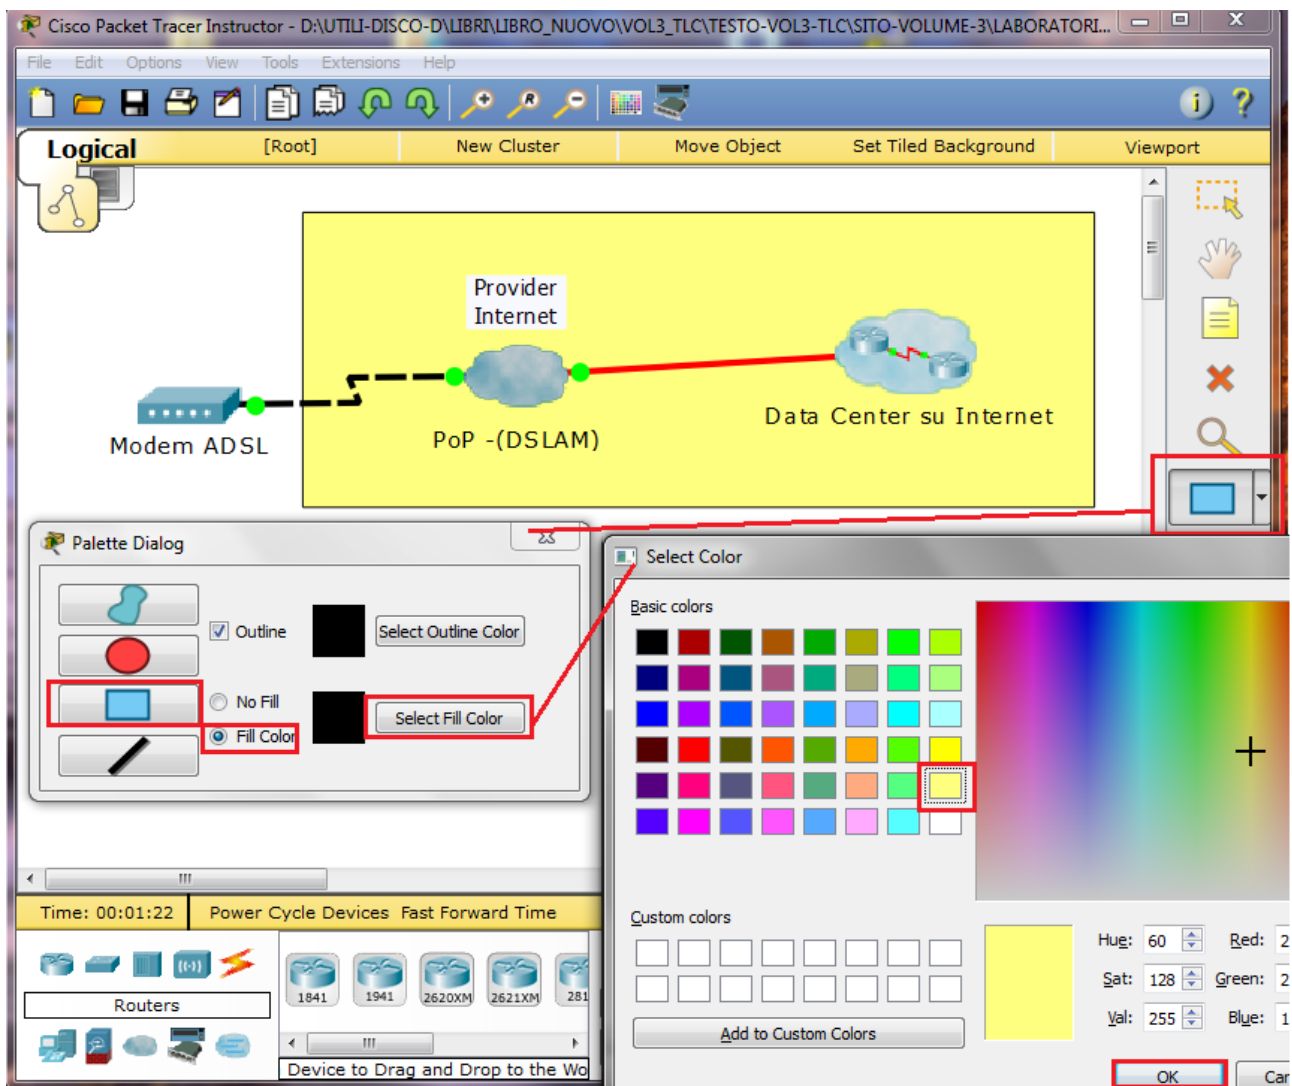 Cisco Packet Tracer Instructor - D:\UTILI-DISCO-D\LIBRI\LIBRO_NUOVO\VOL3_TLC\TESTO-VOL3-TLC\SITO-VOLUME-3\LABORATORI...
File Edit Options View Tools Extensions Help
Logical [Root] New Cluster Move Object Set Tiled Background Viewport
Provider
Internet
Data Center su Internet
PoP -(DSLAM)
Modem ADSL
Palette Dialog
Outline Select Outline Color
No Fill
Fill Color Select Fill Color
Select Color
Basic colors
Custom colors
Hue: 60 Red: 2
Sat: 128 Green: 2
Val: 255 Blue: 1
Add to Custom Colors
OK Car
Time: 00:01:22 Power Cycle Devices Fast Forward Time
Routers
1841 1941 2620XM 2621XM 281
Device to Drag and Drop to the Wo